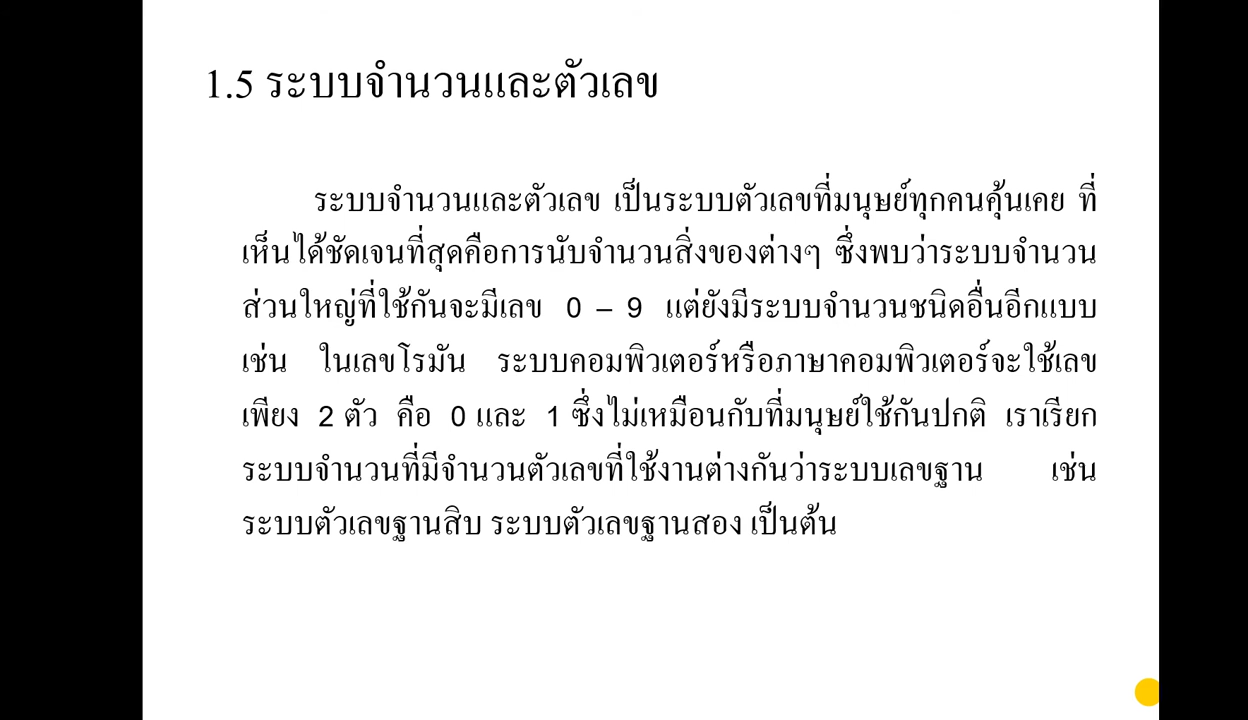 1.5 ระบบจำนวนและตัวเลข
ระบบจำนวนและตัวเลข เป็นระบบตัวเลขที่มนุษย์ทุกคนคุ้นเคย ที่
เห็นได้ชัดเจนที่สุดคือการนับจำนวนสิ่งของต่างๆ ซึ่งพบว่าระบบจำนวน
ส่วนใหญ่ที่ใช้กันจะมีเลข 0 – 9 แต่ยังมีระบบจำนวนชนิดอื่นอีกแบบ
เช่น ในเลขโรมัน ระบบคอมพิวเตอร์หรือภาษาคอมพิวเตอร์จะใช้เลข
เพียง 2 ตัว คือ 0 และ 1 ซึ่งไม่เหมือนกับที่มนุษย์ใช้กันปกติ เราเรียก
ระบบจำนวนที่มีจำนวนตัวเลขที่ใช้งานต่างกันว่าระบบเลขฐาน เช่น
ระบบตัวเลขฐานสิบ ระบบตัวเลขฐานสอง เป็นต้น